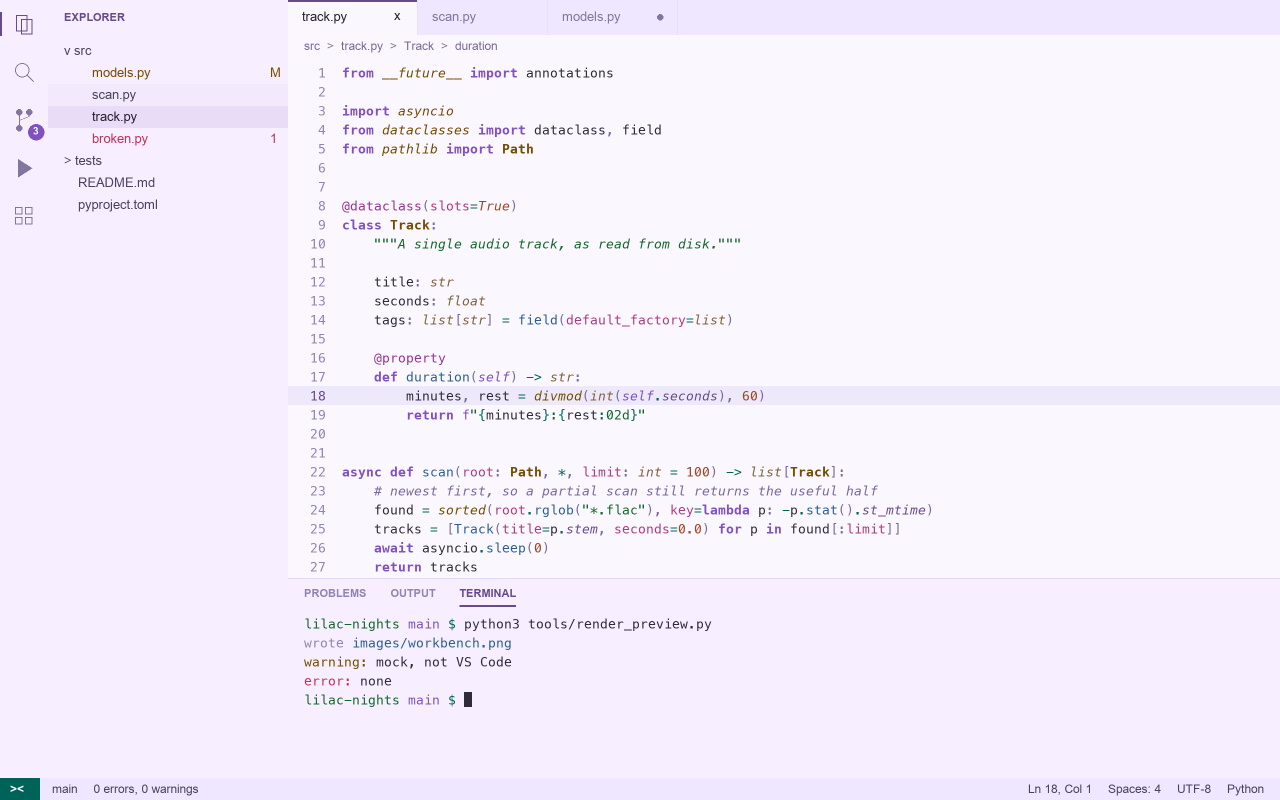 EXPLORER
v src
models.py M
scan.py
track.py
broken.py 1
> tests
README.md
pyproject.toml
3
track.py x scan.py models.py ●
src > track.py > Track > duration
1 from __future__ import annotations
2
3 import asyncio
4 from dataclasses import dataclass, field
5 from pathlib import Path
6
7
8 @dataclass(slots=True)
9 class Track:
10     """A single audio track, as read from disk."""
11
12     title: str
13     seconds: float
14     tags: list[str] = field(default_factory=list)
15
16     @property
17     def duration(self) -> str:
18         minutes, rest = divmod(int(self.seconds), 60)
19         return f"{minutes}:{rest:02d}"
20
21
22 async def scan(root: Path, *, limit: int = 100) -> list[Track]:
23     # newest first, so a partial scan still returns the useful half
24     found = sorted(root.rglob("*.flac"), key=lambda p: -p.stat().st_mtime)
25     tracks = [Track(title=p.stem, seconds=0.0) for p in found[:limit]]
26     await asyncio.sleep(0)
27     return tracks
PROBLEMS OUTPUT TERMINAL
lilac-nights main $ python3 tools/render_preview.py
wrote images/workbench.png
warning: mock, not VS Code
error: none
lilac-nights main $
>< main 0 errors, 0 warnings Ln 18, Col 1 Spaces: 4 UTF-8 Python